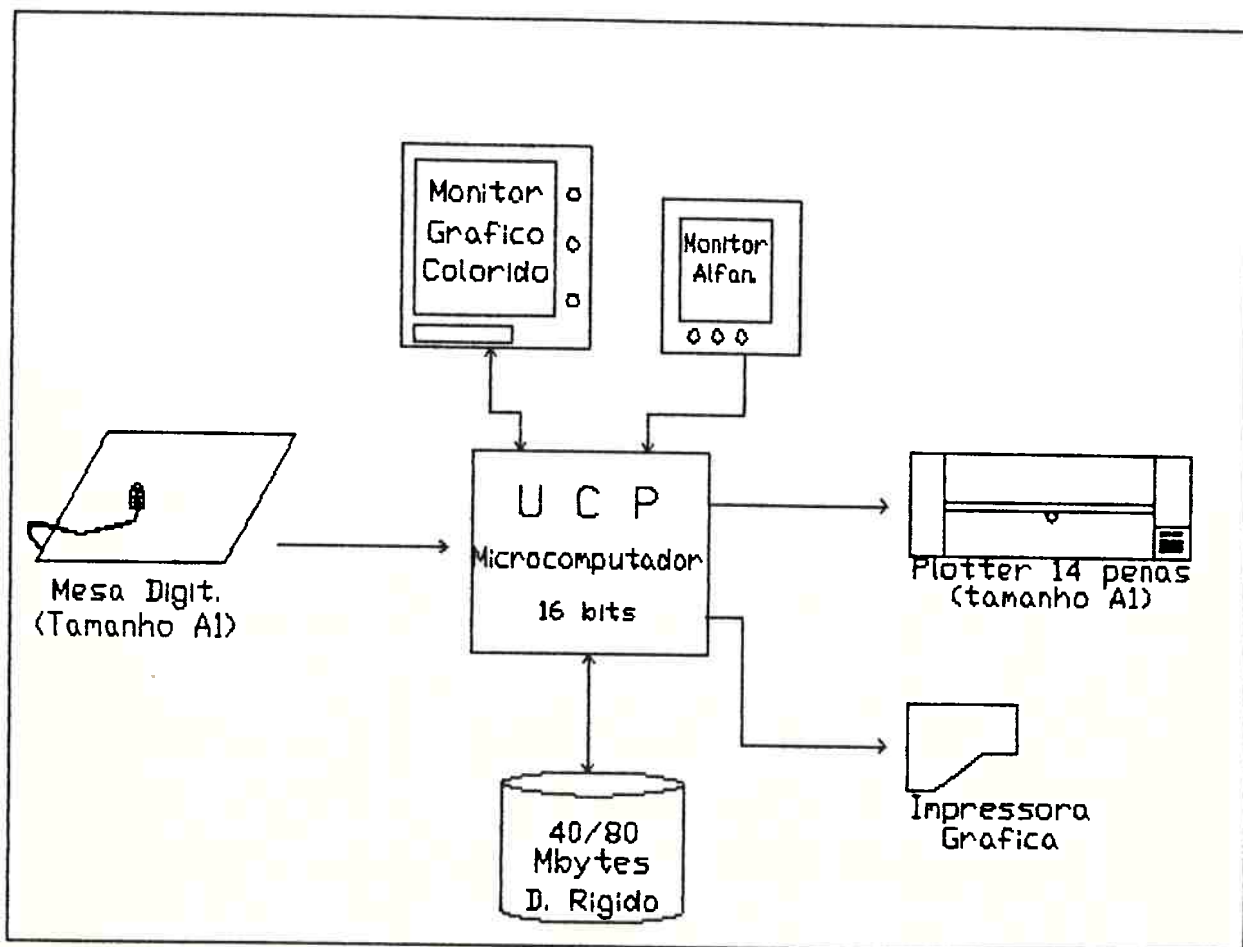 Monitor
Grafico
Colorido
Monitor
Alfan.
U C P
Microcomputador
16 bits
Mesa Digit.
(Tamanho A1)
Plotter 14 penas
(tamanho A1)
Impressora
Grafica
40/80
Mbytes
D. Rigido